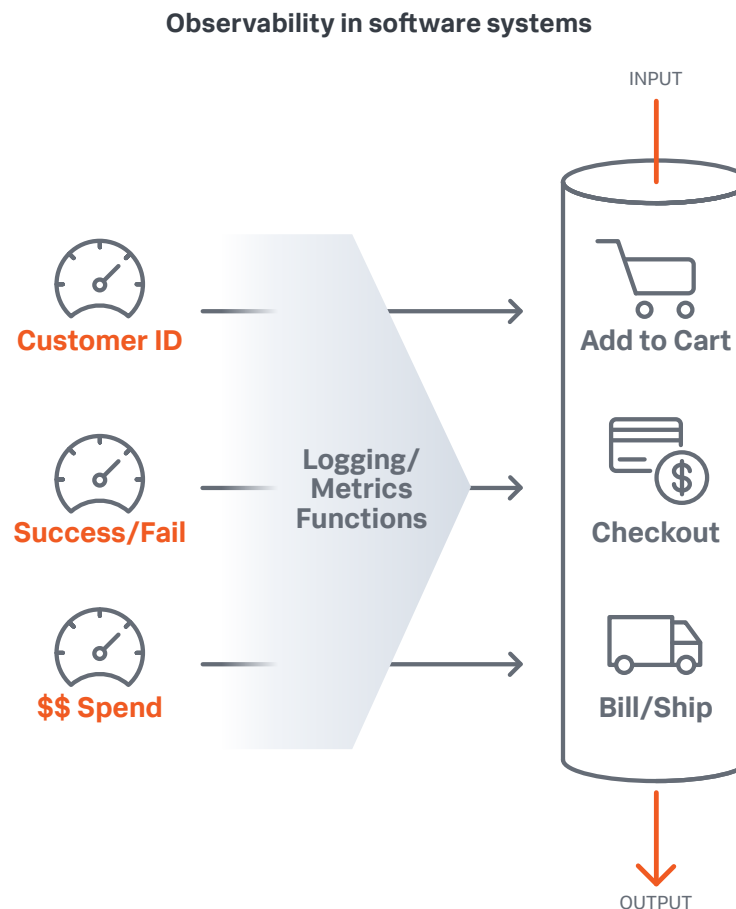 Observability in software systems
INPUT
Customer ID
Add to Cart
Logging/
Metrics
Functions
$
Success/Fail
Checkout
$$ Spend
Bill/Ship
OUTPUT